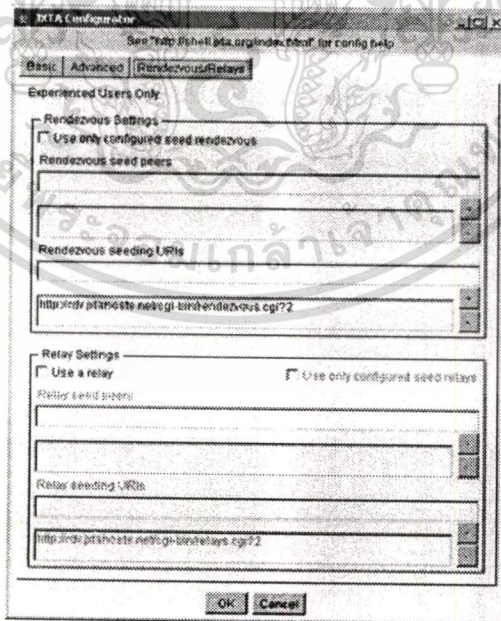 JXTA Configurator
See "http://shell.jxta.org/index.html" for config help
Basic Advanced Rendezvous/Relays
Experienced Users Only
Rendezvous Settings
Use only configured seed rendezvous
Rendezvous seed peers
Rendezvous seeding URIs
http://rdv.jxtahosts.net/cgi-bin/rendezvous.cgi?2
Relay Settings
Use a relay Use only configured seed relays
Relay seed peers
Relay seeding URIs
http://rdv.jxtahosts.net/cgi-bin/relays.cgi?2
OK Cancel